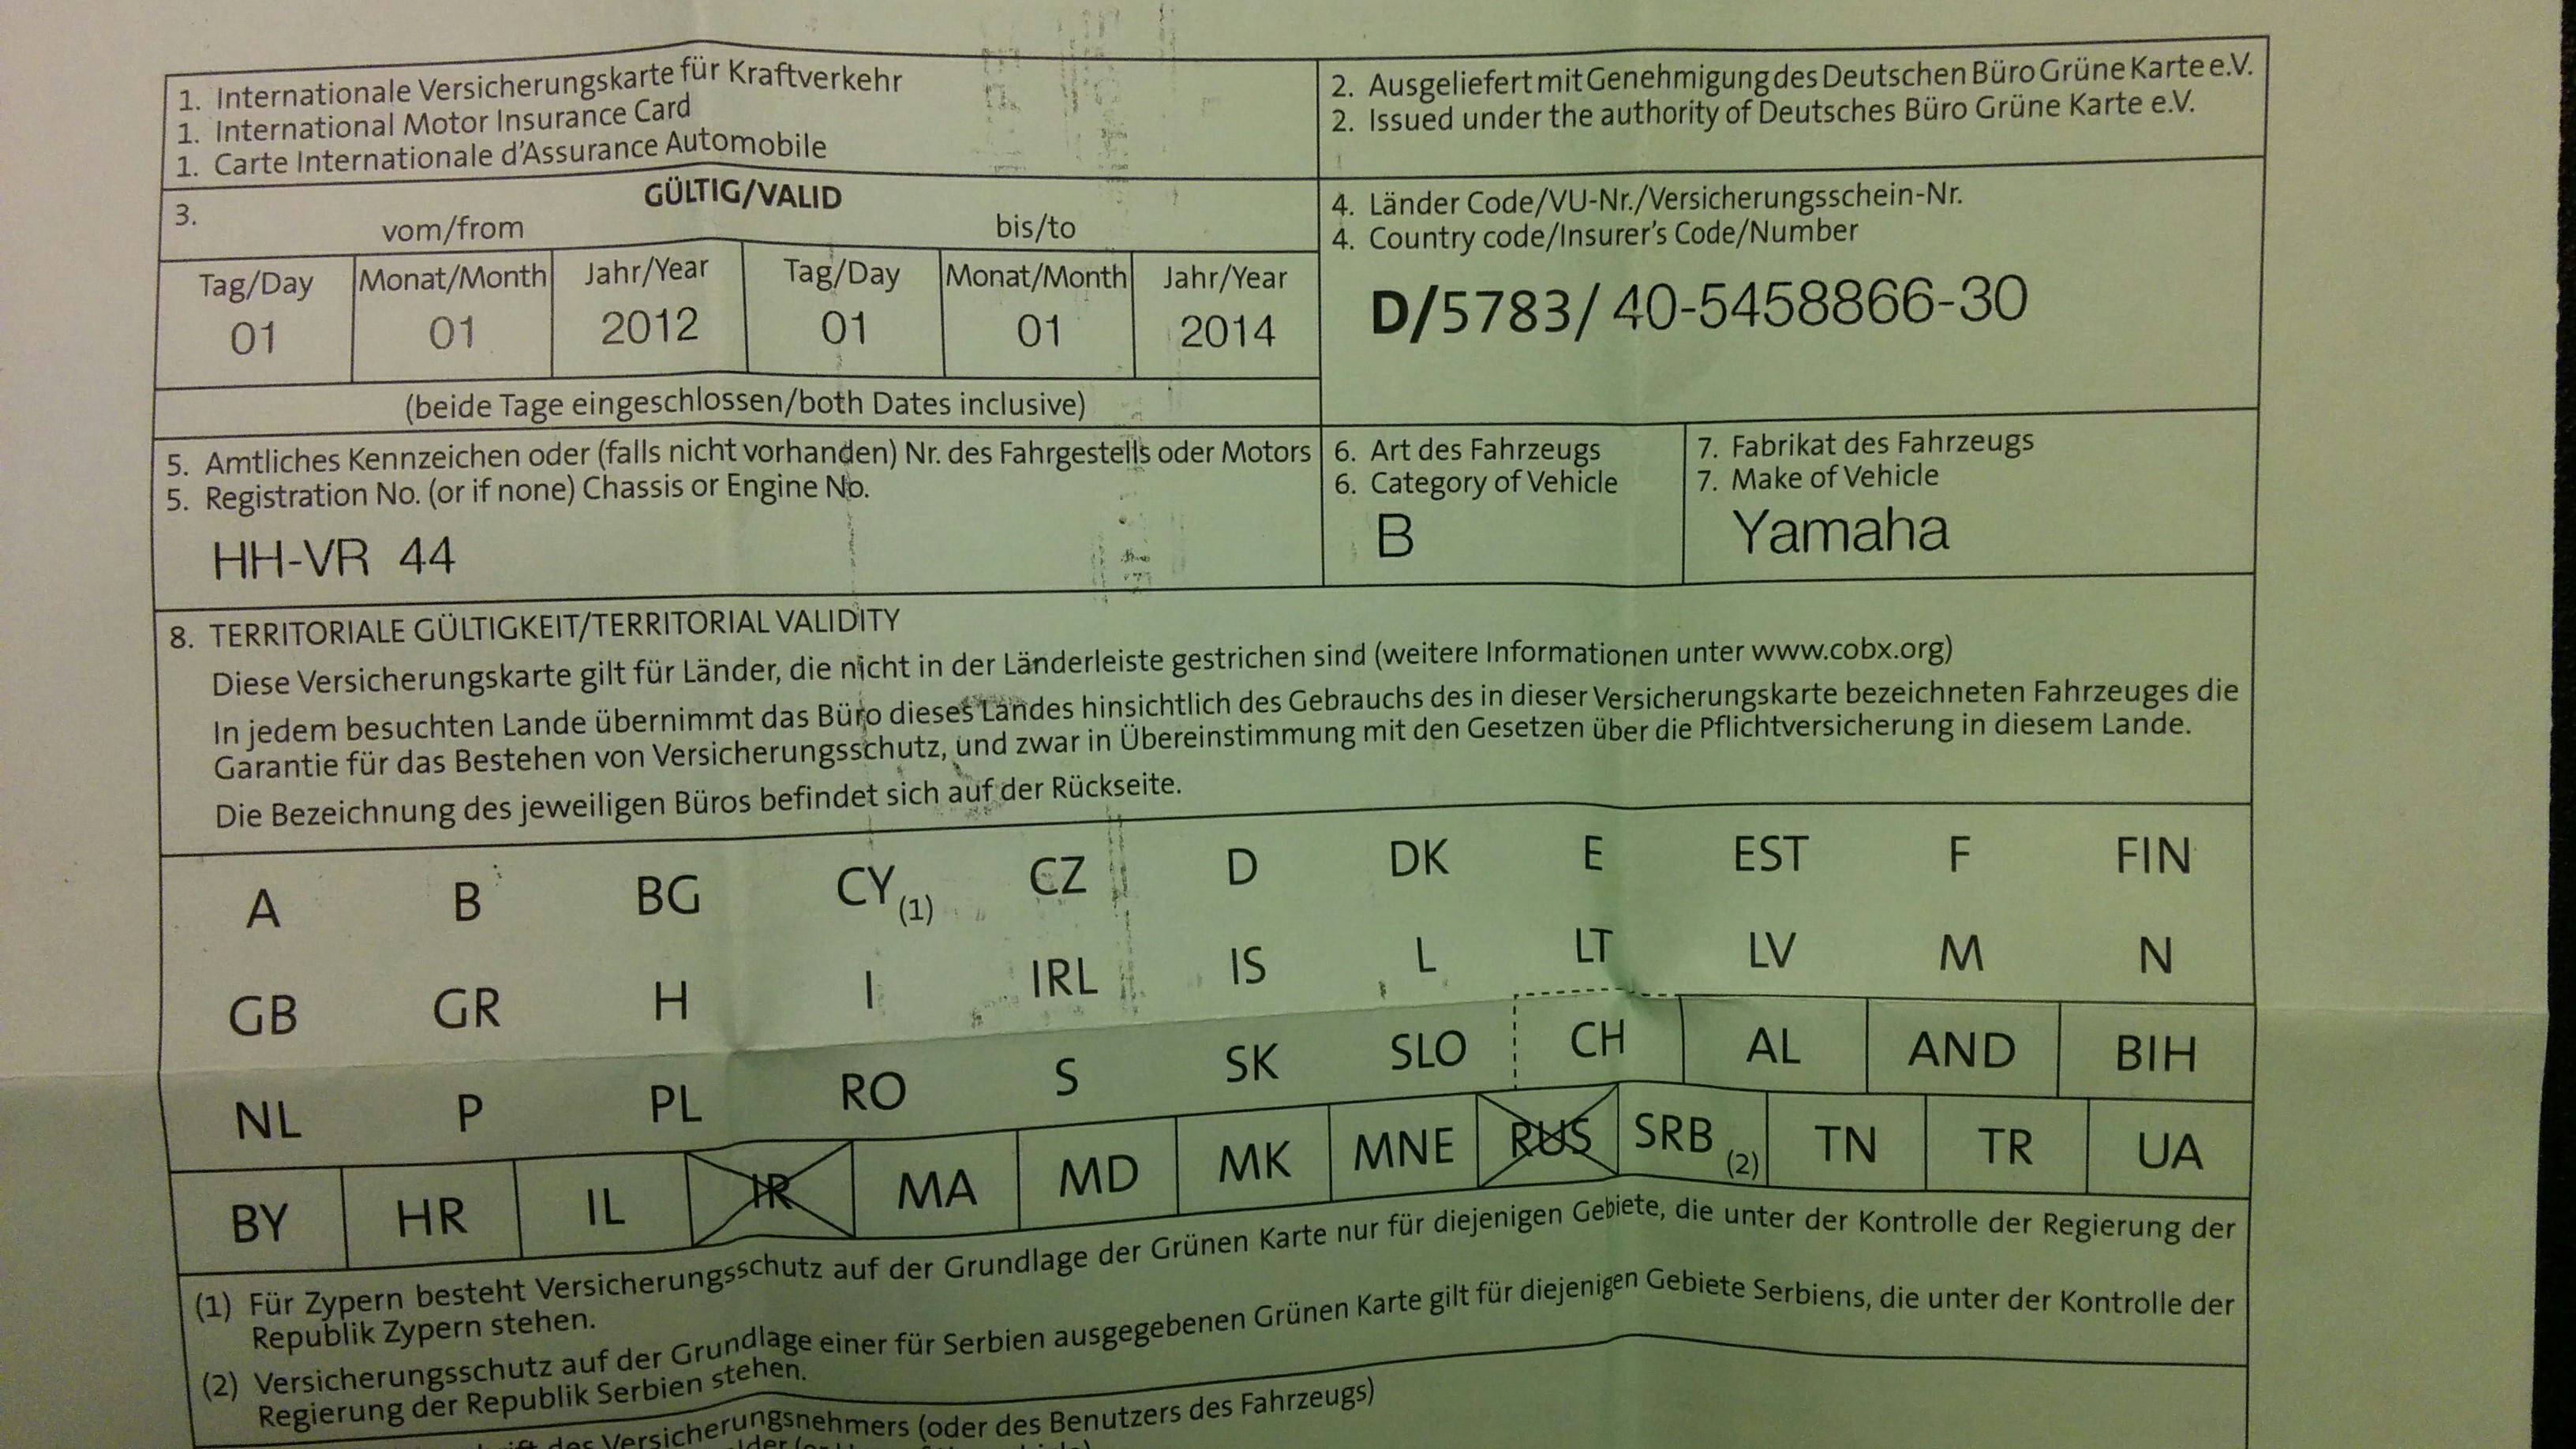 1. Internationale Versicherungskarte für Kraftverkehr
1. International Motor Insurance Card
1. Carte Internationale d'Assurance Automobile
2. Ausgeliefert mit Genehmigung des Deutschen Büro Grüne Karte e.V.
2. Issued under the authority of Deutsches Büro Grüne Karte e.V.
3. GÜLTIG/VALID
vom/from bis/to
Tag/Day Monat/Month Jahr/Year Tag/Day Monat/Month Jahr/Year
01 01 2012 01 01 2014
(beide Tage eingeschlossen/both Dates inclusive)
4. Länder Code/VU-Nr./Versicherungsschein-Nr.
4. Country code/Insurer's Code/Number
D/5783/ 40-5458866-30
5. Amtliches Kennzeichen oder (falls nicht vorhanden) Nr. des Fahrgestells oder Motors
5. Registration No. (or if none) Chassis or Engine No.
HH-VR 44
6. Art des Fahrzeugs
6. Category of Vehicle
B
7. Fabrikat des Fahrzeugs
7. Make of Vehicle
Yamaha
8. TERRITORIALE GÜLTIGKEIT/TERRITORIAL VALIDITY
Diese Versicherungskarte gilt für Länder, die nicht in der Länderleiste gestrichen sind (weitere Informationen unter www.cobx.org)
In jedem besuchten Lande übernimmt das Büro dieses Landes hinsichtlich des Gebrauchs des in dieser Versicherungskarte bezeichneten Fahrzeuges die
Garantie für das Bestehen von Versicherungsschutz, und zwar in Übereinstimmung mit den Gesetzen über die Pflichtversicherung in diesem Lande.
Die Bezeichnung des jeweiligen Büros befindet sich auf der Rückseite.
A B BG CY (1) CZ D DK E EST F FIN
GB GR H I IRL IS L LT LV M N
NL P PL RO S SK SLO CH AL AND BIH
BY HR IL IR MA MD MK MNE RUS SRB (2) TN TR UA
(1) Für Zypern besteht Versicherungsschutz auf der Grundlage der Grünen Karte nur für diejenigen Gebiete, die unter der Kontrolle der Regierung der
Republik Zypern stehen.
(2) Versicherungsschutz auf der Grundlage einer für Serbien ausgegebenen Grünen Karte gilt für diejenigen Gebiete Serbiens, die unter der Kontrolle der
Regierung der Republik Serbien stehen.
des Versicherungsnehmers (oder des Benutzers des Fahrzeugs)